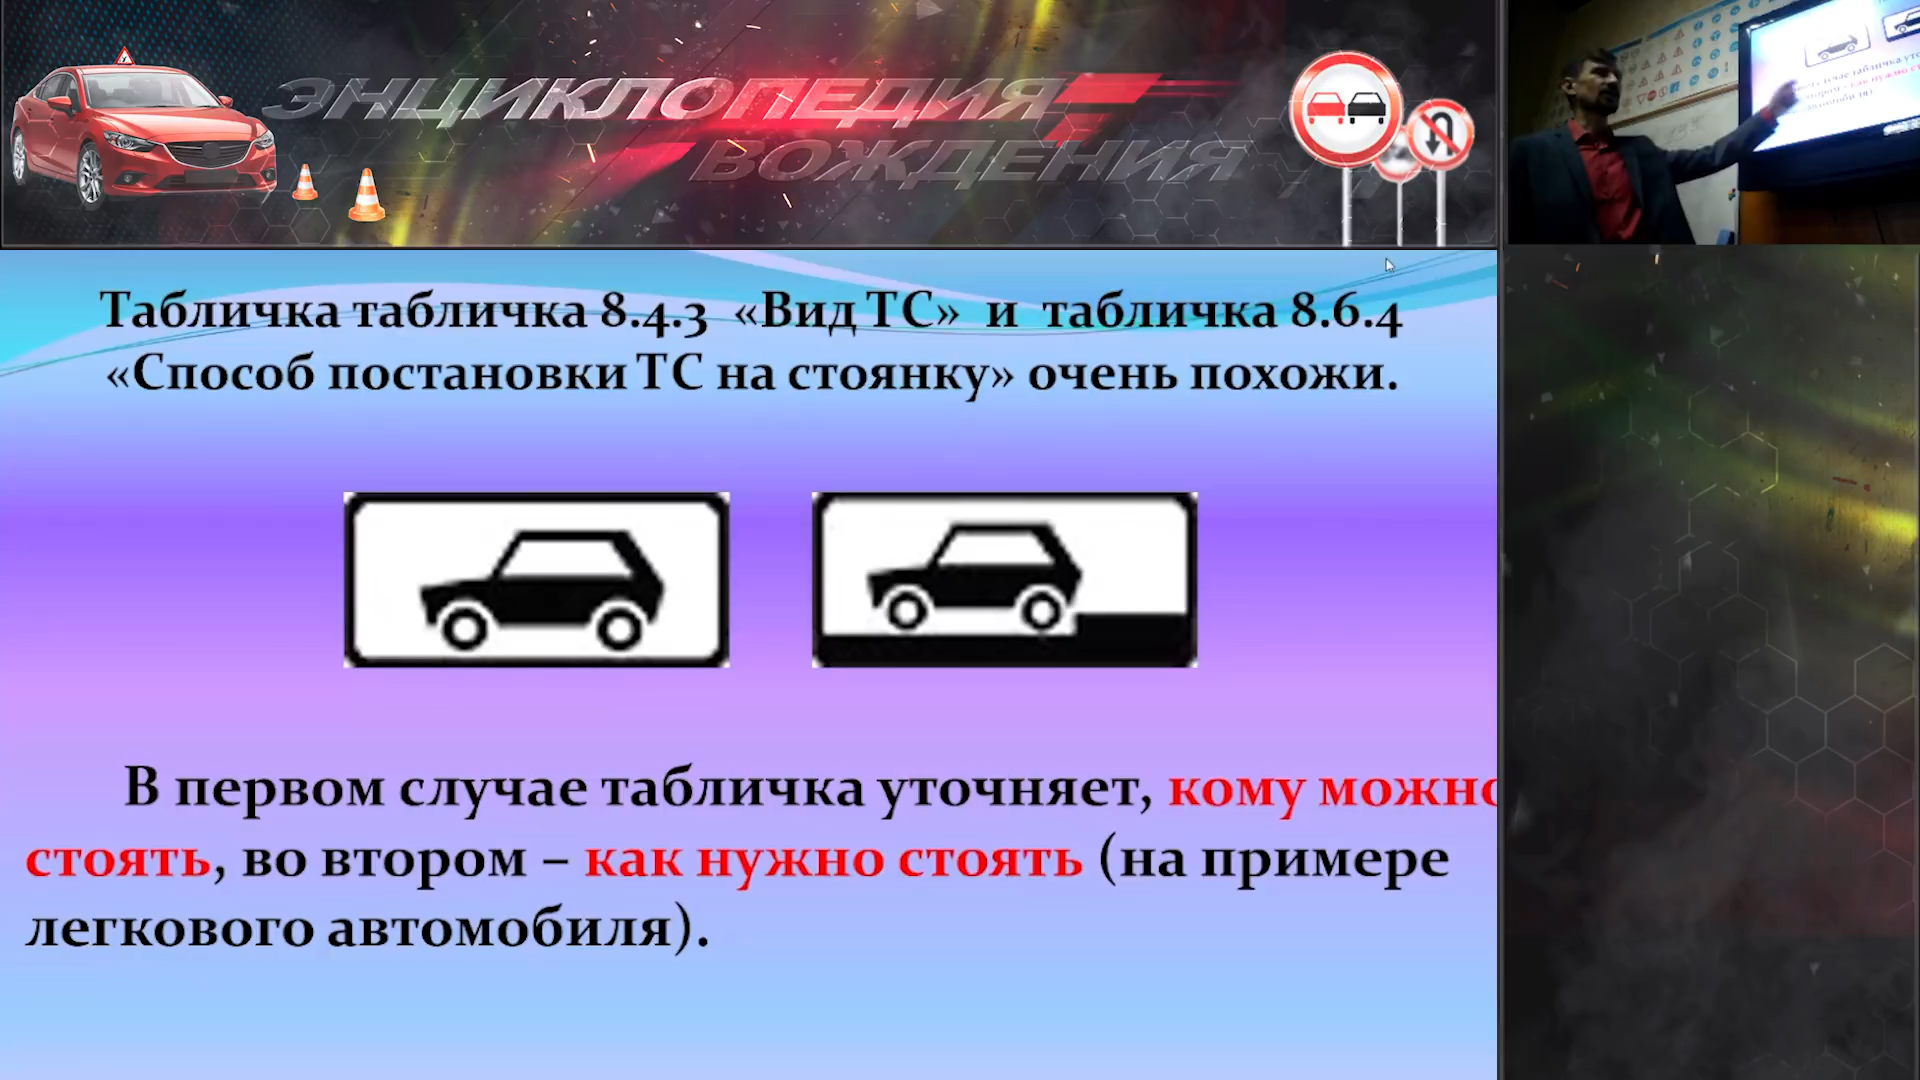 ЭНЦИКЛОПЕДИЯ
ВОЖДЕНИЯ
Табличка табличка 8.4.3 «Вид ТС» и табличка 8.6.4
«Способ постановки ТС на стоянку» очень похожи.
В первом случае табличка уточняет, кому можно
стоять, во втором – как нужно стоять (на примере
легкового автомобиля).